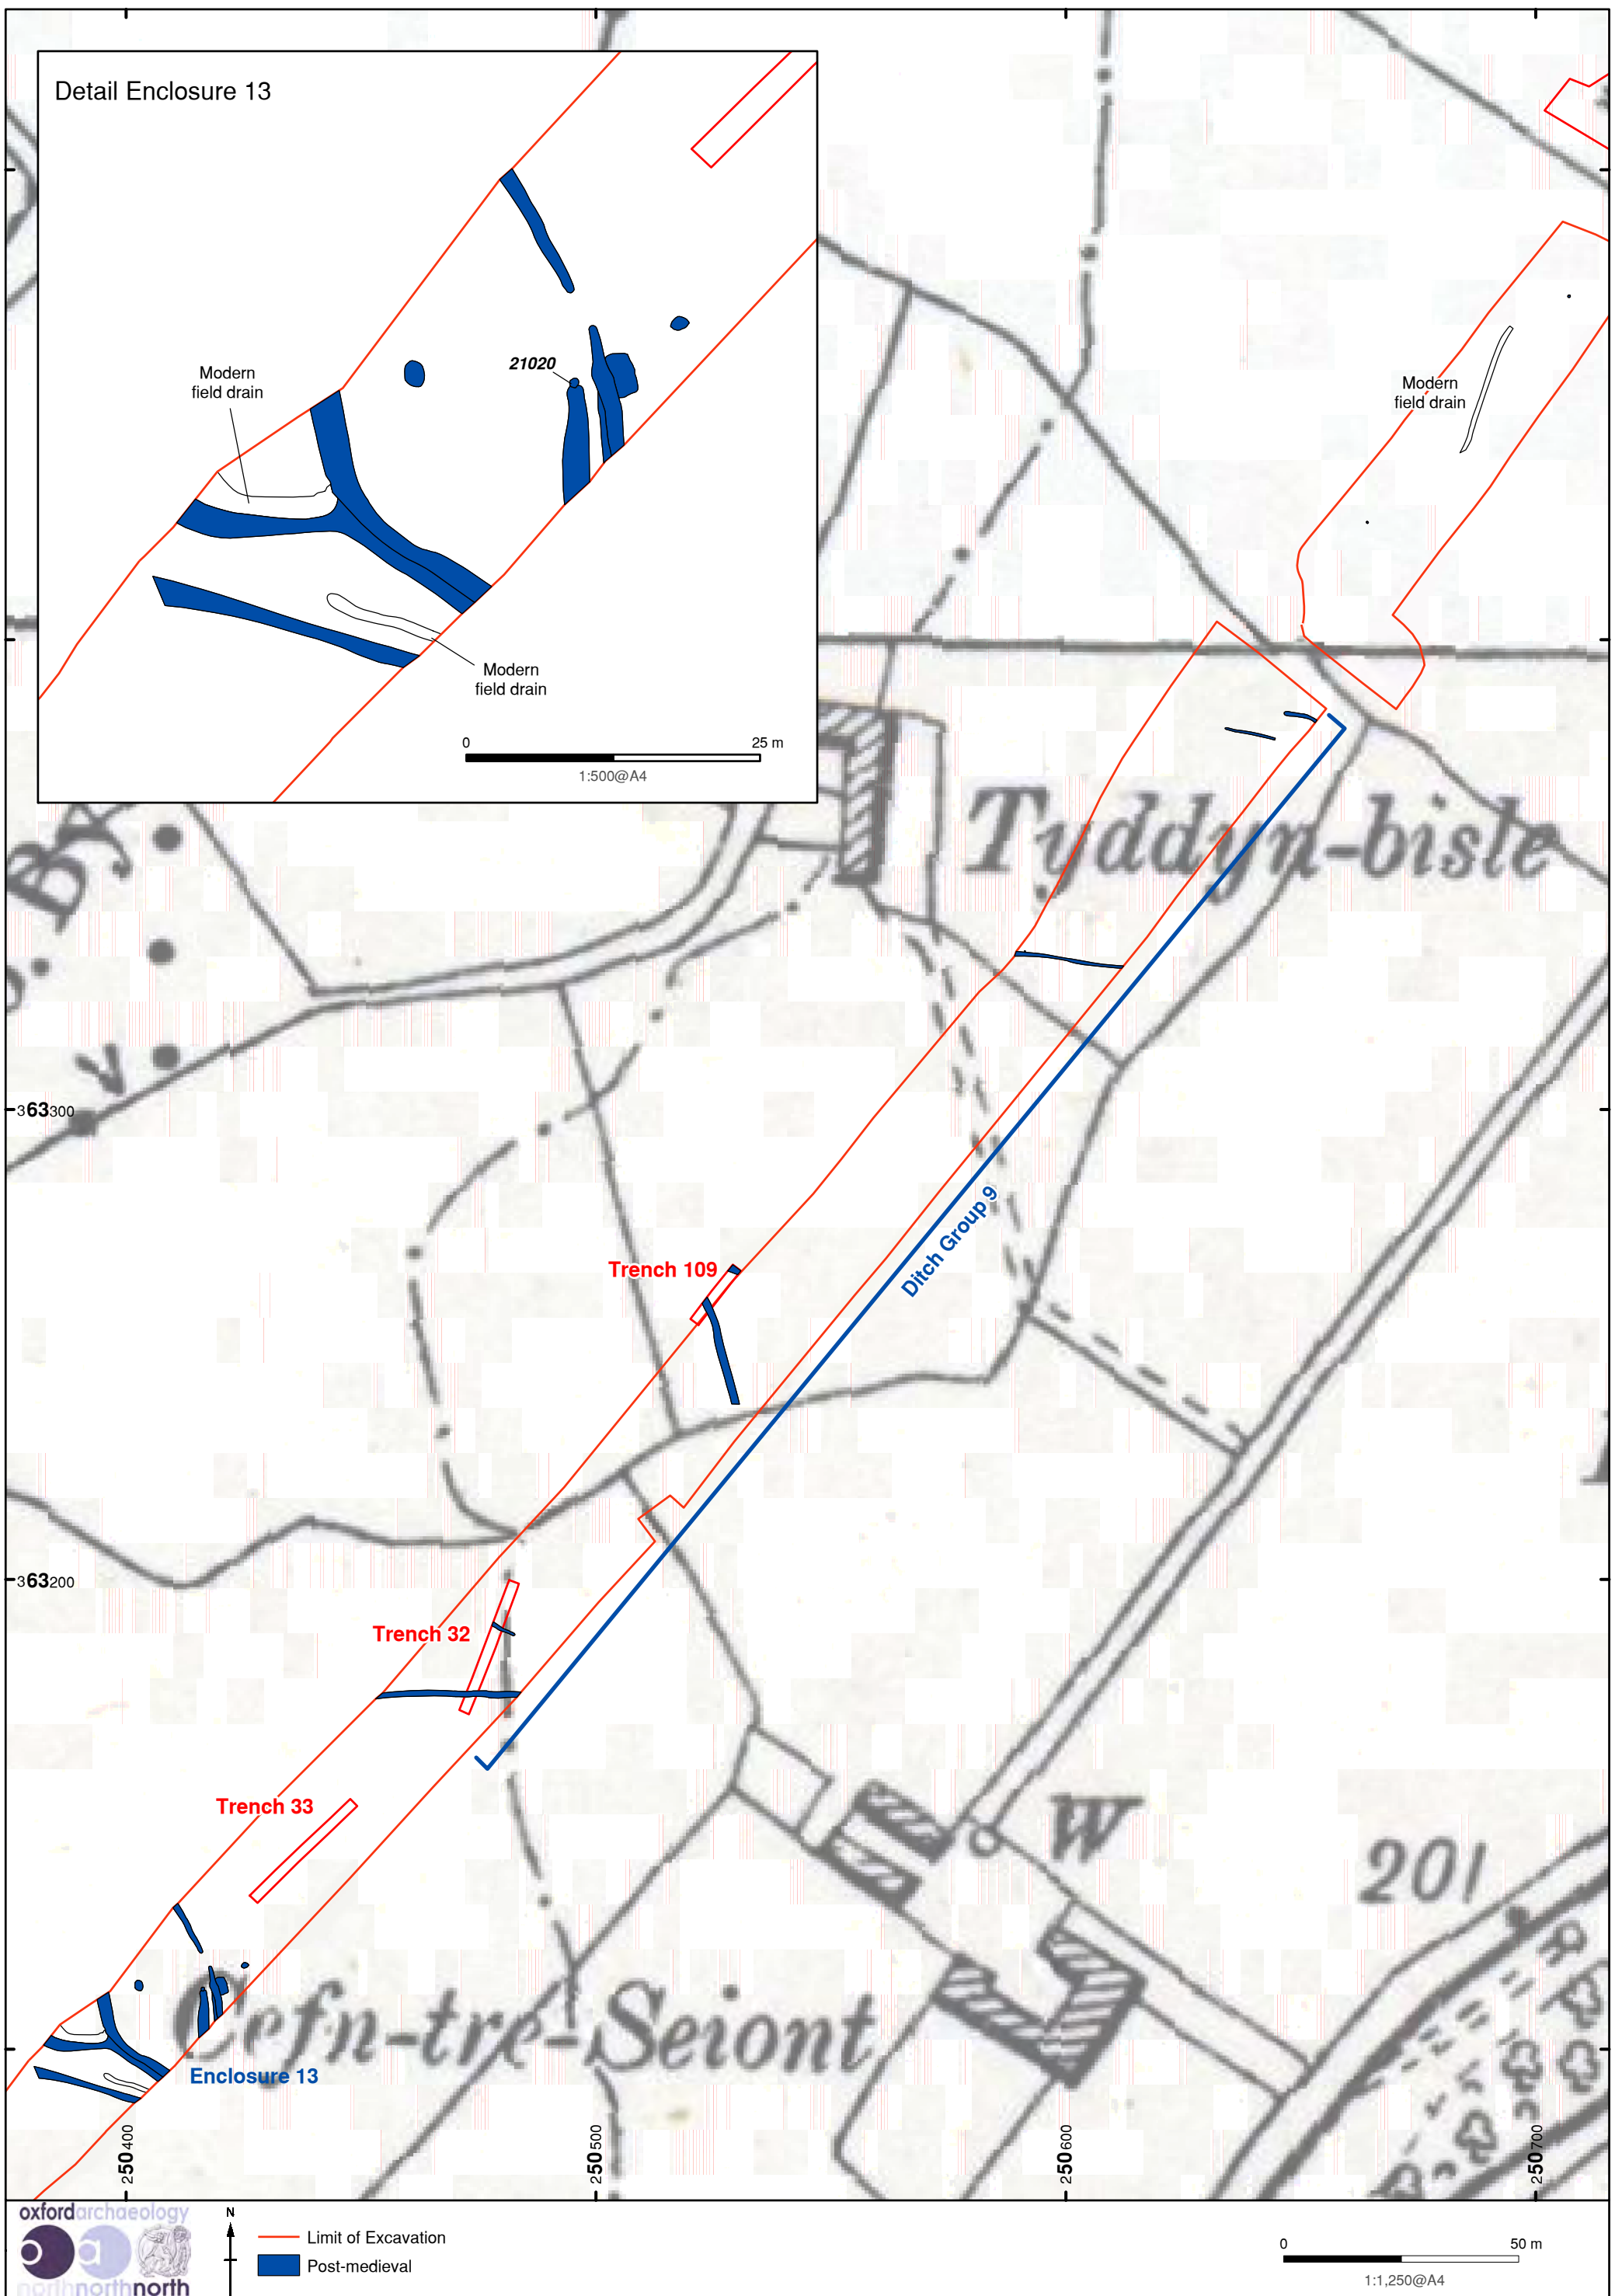 Detail Enclosure 13
Modern
field drain
21020
Modern
field drain
0 25 m
1:500@A4
Modern
field drain
Tyddyn-bisle
By
V
363300
Ditch Group 9
Trench 109
363200
Trench 32
Trench 33
W
201
Cefn-tre-Seiont
Enclosure 13
250400
250500
250600
250700
oxfordarchaeology
o a
northnorthnorth
N
Limit of Excavation
Post-medieval
0 50 m
1:1,250@A4